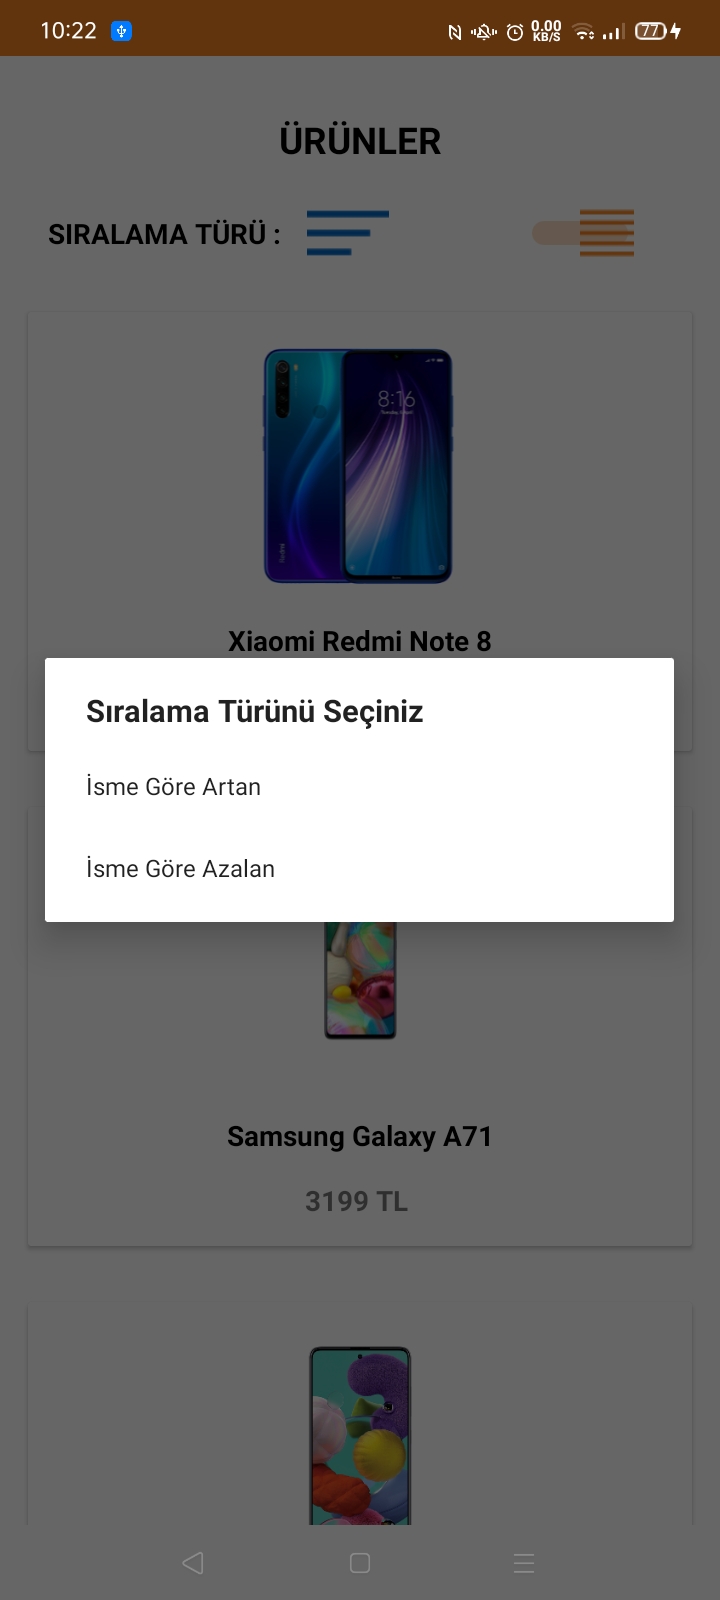 10:22
0.00
KB/S
77
ÜRÜNLER
SIRALAMA TÜRÜ :
8:16
Xiaomi Redmi Note 8
Sıralama Türünü Seçiniz
İsme Göre Artan
İsme Göre Azalan
Samsung Galaxy A71
3199 TL